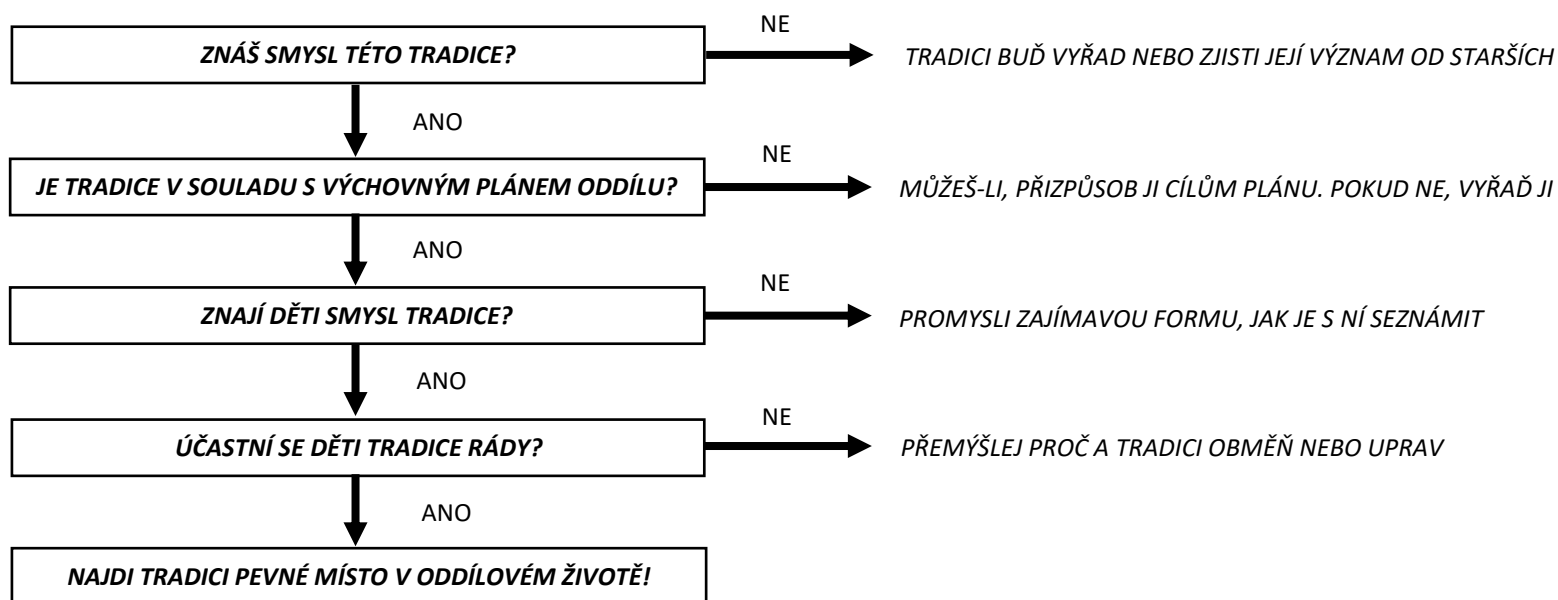 NE
ZNÁŠ SMYSL TÉTO TRADICE?
TRADICI BUĎ VYŘAD NEBO ZJISTI JEJÍ VÝZNAM OD STARŠÍCH
ANO
NE
JE TRADICE V SOULADU S VÝCHOVNÝM PLÁNEM ODDÍLU?
MŮŽEŠ-LI, PŘIZPŮSOB JI CÍLŮM PLÁNU. POKUD NE, VYŘAĎ JI
ANO
NE
ZNAJÍ DĚTI SMYSL TRADICE?
PROMYSLI ZAJÍMAVOU FORMU, JAK JE S NÍ SEZNÁMIT
ANO
NE
ÚČASTNÍ SE DĚTI TRADICE RÁDY?
PŘEMÝŠLEJ PROČ A TRADICI OBMĚŇ NEBO UPRAV
ANO
NAJDI TRADICI PEVNÉ MÍSTO V ODDÍLOVÉM ŽIVOTĚ!